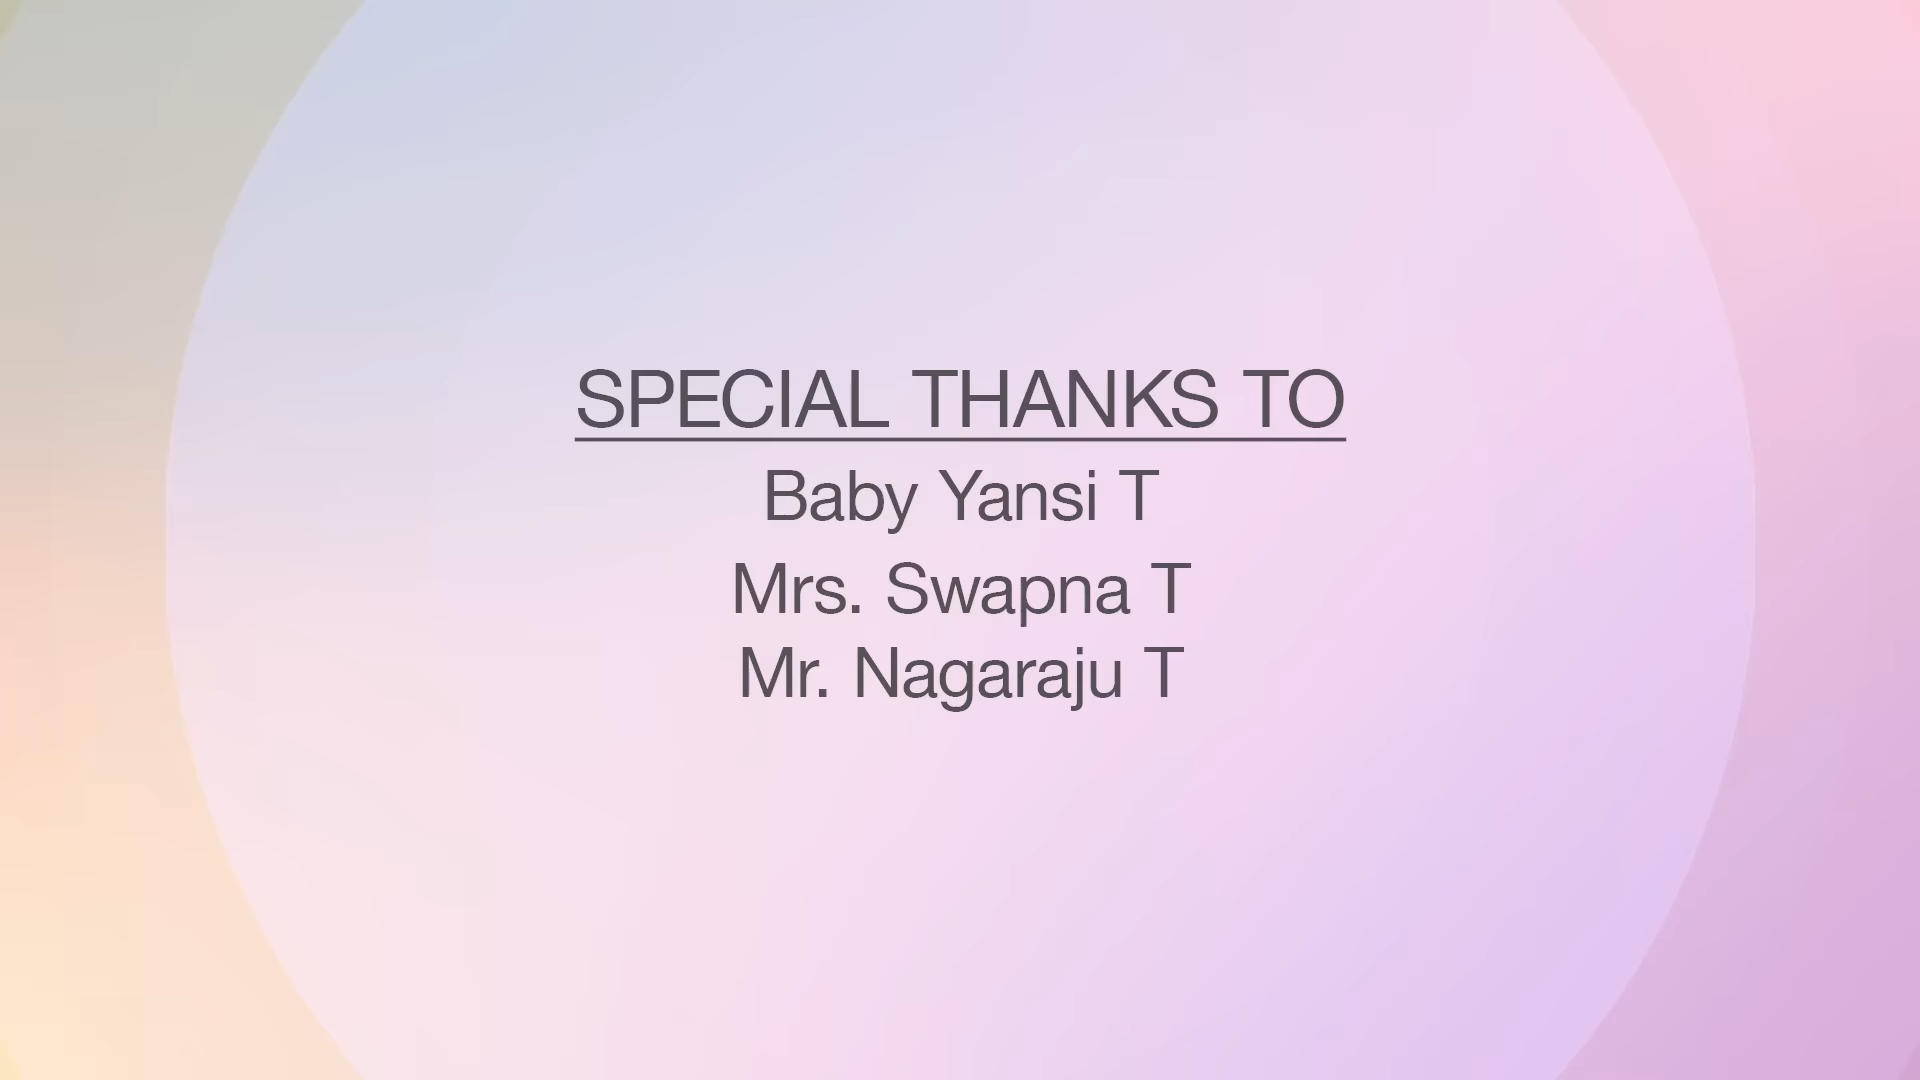 SPECIAL THANKS TO
Baby Yansi T
Mrs. Swapna T
Mr. Nagaraju T